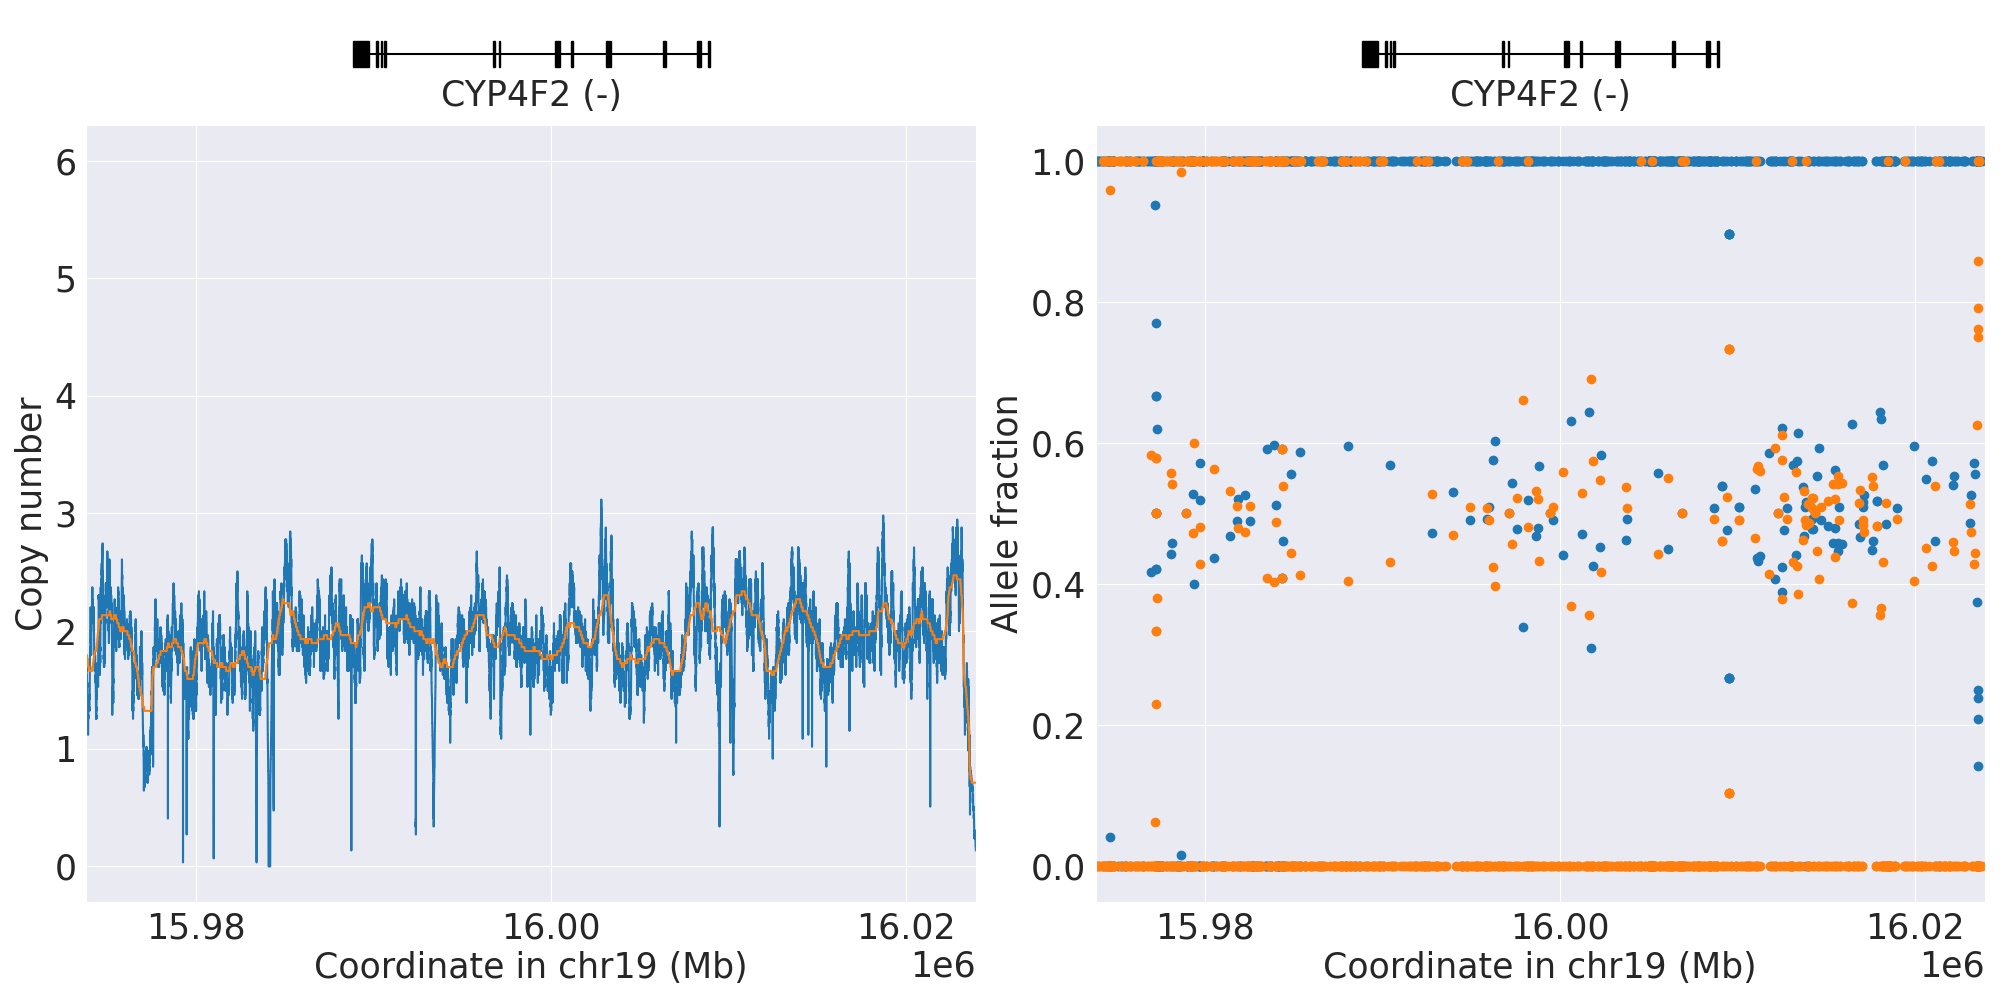 CYP4F2 (-)
6
5
4
3
2
1
0
Copy number
15.98
16.00
16.02
Coordinate in chr19 (Mb)
1e6
CYP4F2 (-)
1.0
0.8
0.6
0.4
0.2
0.0
Allele fraction
15.98
16.00
16.02
Coordinate in chr19 (Mb)
1e6